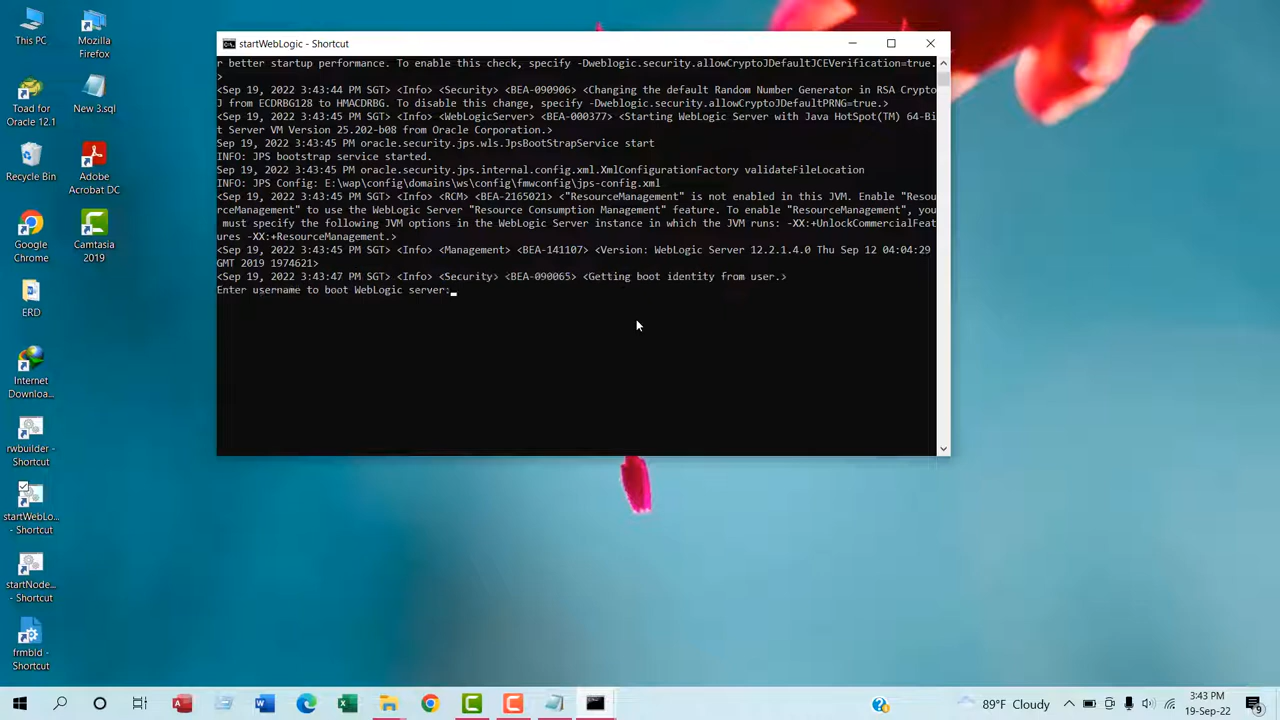 This PC
Mozilla
Firefox
Toad for
Oracle 12.1
New 3.sql
Recycle Bin
Adobe
Acrobat DC
Google
Chrome
Camtasia
2019
ERD
Internet
Downloa...
rwbuilder -
Shortcut
startWebLo...
- Shortcut
startNode...
- Shortcut
frmbld -
Shortcut
startWebLogic - Shortcut
r better startup performance. To enable this check, specify -Dweblogic.security.allowCryptoJDefaultJCEVerification=true.
>
<Sep 19, 2022 3:43:44 PM SGT> <Info> <Security> <BEA-090906> <Changing the default Random Number Generator in RSA Crypto
J from ECDRBG128 to HMACDRBG. To disable this change, specify -Dweblogic.security.allowCryptoJDefaultPRNG=true.>
<Sep 19, 2022 3:43:45 PM SGT> <Info> <WebLogicServer> <BEA-000377> <Starting WebLogic Server with Java HotSpot(TM) 64-Bi
t Server VM Version 25.202-b08 from Oracle Corporation.>
Sep 19, 2022 3:43:45 PM oracle.security.jps.wls.JpsBootStrapService start
INFO: JPS bootstrap service started.
Sep 19, 2022 3:43:45 PM oracle.security.jps.internal.config.xml.XmlConfigurationFactory validateFileLocation
INFO: JPS Config: E:\wap\config\domains\ws\config\fmwconfig\jps-config.xml
<Sep 19, 2022 3:43:45 PM SGT> <Info> <RCM> <BEA-2165021> <"ResourceManagement" is not enabled in this JVM. Enable "Resou
rceManagement" to use the WebLogic Server "Resource Consumption Management" feature. To enable "ResourceManagement", you
must specify the following JVM options in the WebLogic Server instance in which the JVM runs: -XX:+UnlockCommercialFeat
ures -XX:+ResourceManagement.>
<Sep 19, 2022 3:43:45 PM SGT> <Info> <Management> <BEA-141107> <Version: WebLogic Server 12.2.1.4.0 Thu Sep 12 04:04:29
GMT 2019 1974621>
<Sep 19, 2022 3:43:47 PM SGT> <Info> <Security> <BEA-090065> <Getting boot identity from user.>
Enter username to boot WebLogic server:
89°F Cloudy
3:43 PM
19-Sep-22
9